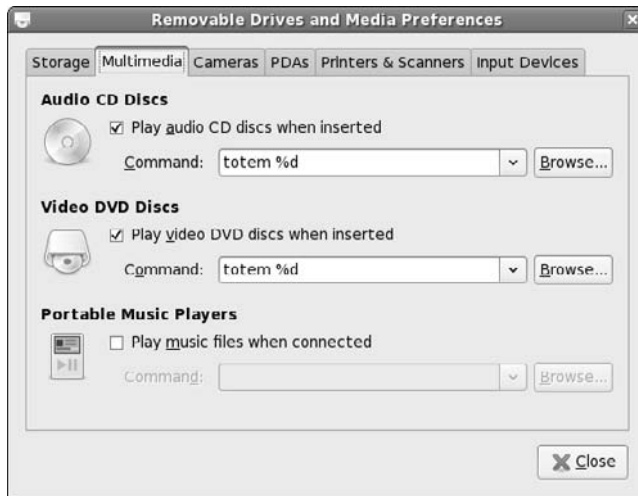 Removable Drives and Media Preferences
Storage Multimedia Cameras PDAs Printers & Scanners Input Devices
Audio CD Discs
Play audio CD discs when inserted
Command: totem %d Browse...
Video DVD Discs
Play video DVD discs when inserted
Command: totem %d Browse...
Portable Music Players
Play music files when connected
Command: Browse...
Close